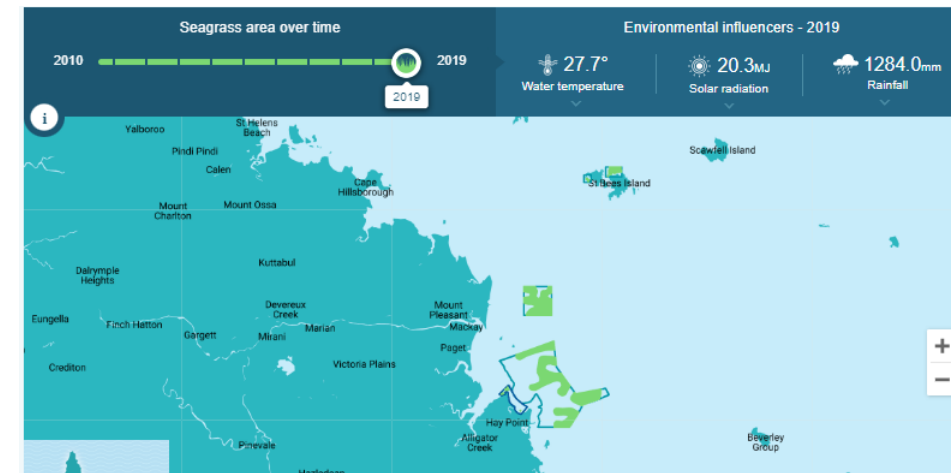 Seagrass area over time
2010
2019
2019
Environmental influencers - 2019
27.7°
Water temperature
20.3MJ
Solar radiation
1284.0mm
Rainfall
i
Yalboroo
St Helens
Beach
Pindi Pindi
Calen
Cape
Hillsborough
Mount
Charlton
Mount Ossa
Scawfell Island
St Bees Island
Kuttabul
Dalrymple
Heights
Devereux
Creek
Mount
Pleasant
Mackay
Eungella
Finch Hatton
Gargett
Mirani
Marian
Paget
Crediton
Victoria Plains
Hay Point
Alligator
Creek
Pinevale
Beverley
Group
+
−